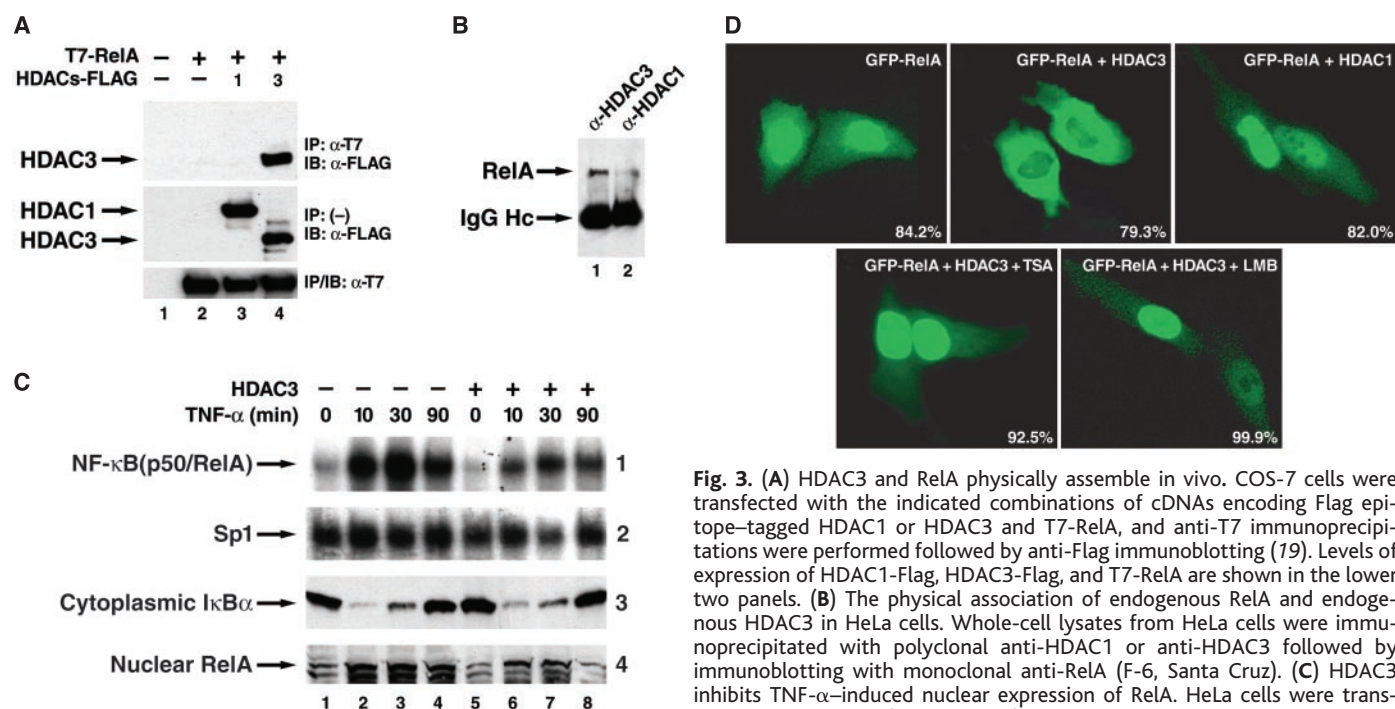 A
T7-RelA – + + +
HDACs-FLAG – – 1 3
HDAC3
IP: α-T7
IB: α-FLAG
HDAC1
HDAC3
IP: (–)
IB: α-FLAG
IP/IB: α-T7
1 2 3 4
B
α-HDAC3
α-HDAC1
RelA
IgG Hc
1 2
C
HDAC3 – – – – + + + +
TNF-α (min) 0 10 30 90 0 10 30 90
NF-κB(p50/RelA) 1
Sp1 2
Cytoplasmic IκBα 3
Nuclear RelA 4
1 2 3 4 5 6 7 8
D
GFP-RelA
84.2%
GFP-RelA + HDAC3
79.3%
GFP-RelA + HDAC1
82.0%
GFP-RelA + HDAC3 + TSA
92.5%
GFP-RelA + HDAC3 + LMB
99.9%
Fig. 3. (A) HDAC3 and RelA physically assemble in vivo. COS-7 cells were
transfected with the indicated combinations of cDNAs encoding Flag epi-
tope–tagged HDAC1 or HDAC3 and T7-RelA, and anti-T7 immunoprecipi-
tations were performed followed by anti-Flag immunoblotting (19). Levels of
expression of HDAC1-Flag, HDAC3-Flag, and T7-RelA are shown in the lower
two panels. (B) The physical association of endogenous RelA and endoge-
nous HDAC3 in HeLa cells. Whole-cell lysates from HeLa cells were immu-
noprecipitated with polyclonal anti-HDAC1 or anti-HDAC3 followed by
immunoblotting with monoclonal anti-RelA (F-6, Santa Cruz). (C) HDAC3
inhibits TNF-α–induced nuclear expression of RelA. HeLa cells were trans-